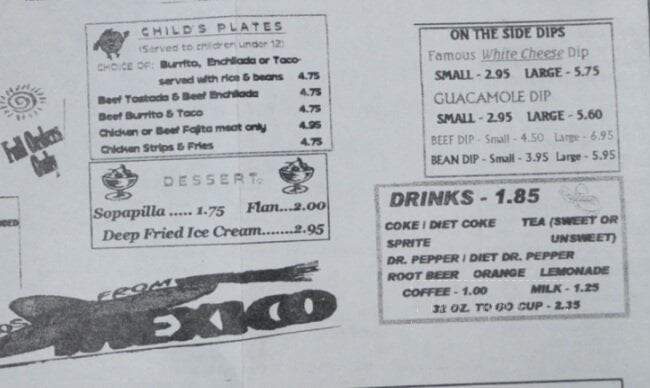 CHILD'S PLATES
(Served to children under 12)
CHOICE OF: Burrito, Enchilada or Taco-
served with rice & beans 4.75
Beef Tostada & Beef Enchilada 4.75
Beef Burrito & Taco 4.75
Chicken or Beef Fajita meat only 4.95
Chicken Strips & Fries 4.75
Full Orders
Only
DESSERT
Sopapilla ..... 1.75 Flan...2.00
Deep Fried Ice Cream.......2.95
FROM
MEXICO
ON THE SIDE DIPS
Famous White Cheese Dip
SMALL - 2.95 LARGE - 5.75
GUACAMOLE DIP
SMALL - 2.95 LARGE - 5.60
BEEF DIP - Small - 4.50 Large - 6.95
BEAN DIP - Small - 3.95 Large - 5.95
DRINKS - 1.85
COKE / DIET COKE TEA (SWEET OR
SPRITE UNSWEET)
DR. PEPPER / DIET DR. PEPPER
ROOT BEER ORANGE LEMONADE
COFFEE - 1.00 MILK - 1.25
32 OZ. TO GO CUP - 2.35